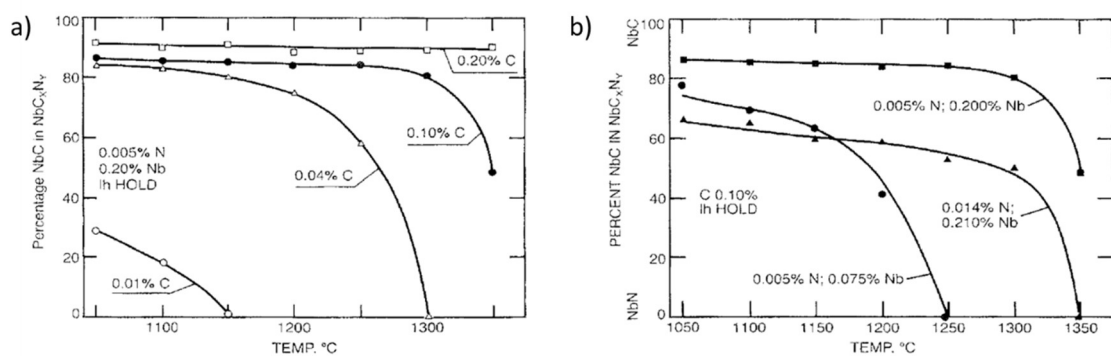 a)
Percentage NbC in NbCxNY
100
80
60
40
20
0
0.20% C
0.10% C
0.04% C
0.005% N
0.20% Nb
Ih HOLD
0.01% C
1100
1200
1300
TEMP. °C
b)
PERCENT NbC IN NbCxNY
NbC
80
60
40
20
NbN
0.005% N; 0.200% Nb
C 0.10%
Ih HOLD
0.014% N;
0.210% Nb
0.005% N; 0.075% Nb
1050
1100
1150
1200
1250
1300
1350
TEMP. °C